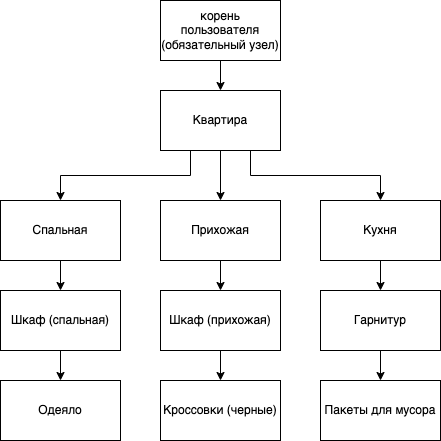 корень
пользователя
(обязательный узел)
Квартира
Спальная
Прихожая
Кухня
Шкаф (спальная)
Шкаф (прихожая)
Гарнитур
Одеяло
Кроссовки (черные)
Пакеты для мусора